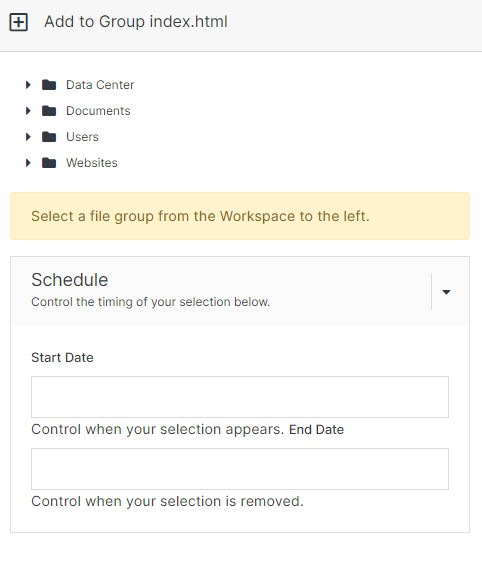 Add to Group index.html
Data Center
Documents
Users
Websites
Select a file group from the Workspace to the left.
Schedule
Control the timing of your selection below.
Start Date
Control when your selection appears. End Date
Control when your selection is removed.